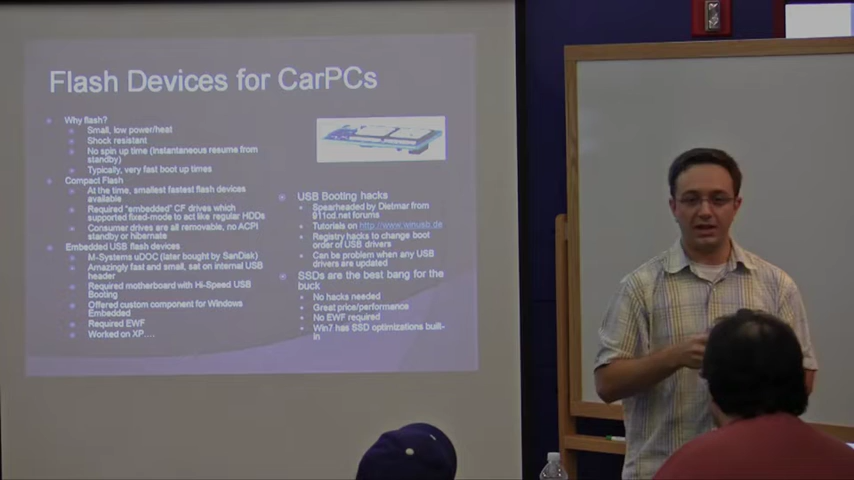 Flash Devices for CarPCs
Why flash?
Small, low power/heat
Shock resistant
No spin up time (instantaneous resume from
standby)
Typically, very fast boot up times
Compact Flash
At the time, smallest fastest flash devices
available
Required "embedded" CF drives which
supported fixed-mode to act like regular HDDs
Consumer drives are all removable, no ACPI
standby or hibernate
Embedded USB flash devices
M-Systems uDOC (later bought by SanDisk)
Amazingly fast and small, sat on internal USB
header
Required motherboard with Hi-Speed USB
Booting
Offered custom component for Windows
Embedded
Required EWF
Worked on XP....
USB Booting hacks
Spearheaded by Dietmar from
911cd.net forums
Tutorials on http://www.winusb.de
Registry hacks to change boot
order of USB drivers
Can be problem when any USB
drivers are updated
SSDs are the best bang for the
buck
No hacks needed
Great price/performance
No EWF required
Win7 has SSD optimizations built-
in